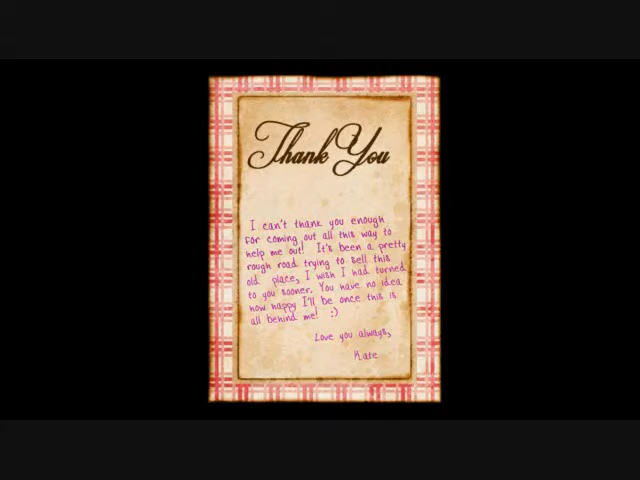 Thank You
I can't thank you enough
for coming out all this way to
help me out! It's been a pretty
rough road trying to sell this
old place, I wish I had turned
to you sooner. You have no idea
how happy I'll be once this is
all behind me! :)
Love you always,
Kate